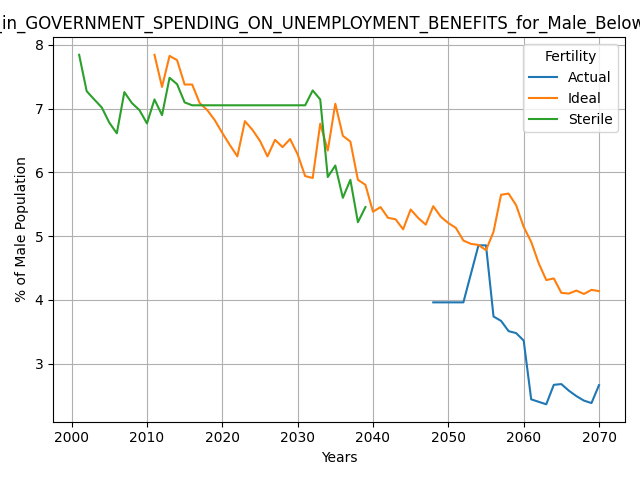 _in_GOVERNMENT_SPENDING_ON_UNEMPLOYMENT_BENEFITS_for_Male_Below
8
7
6
5
4
3
% of Male Population
2000 2010 2020 2030 2040 2050 2060 2070
Years
Fertility
Actual
Ideal
Sterile